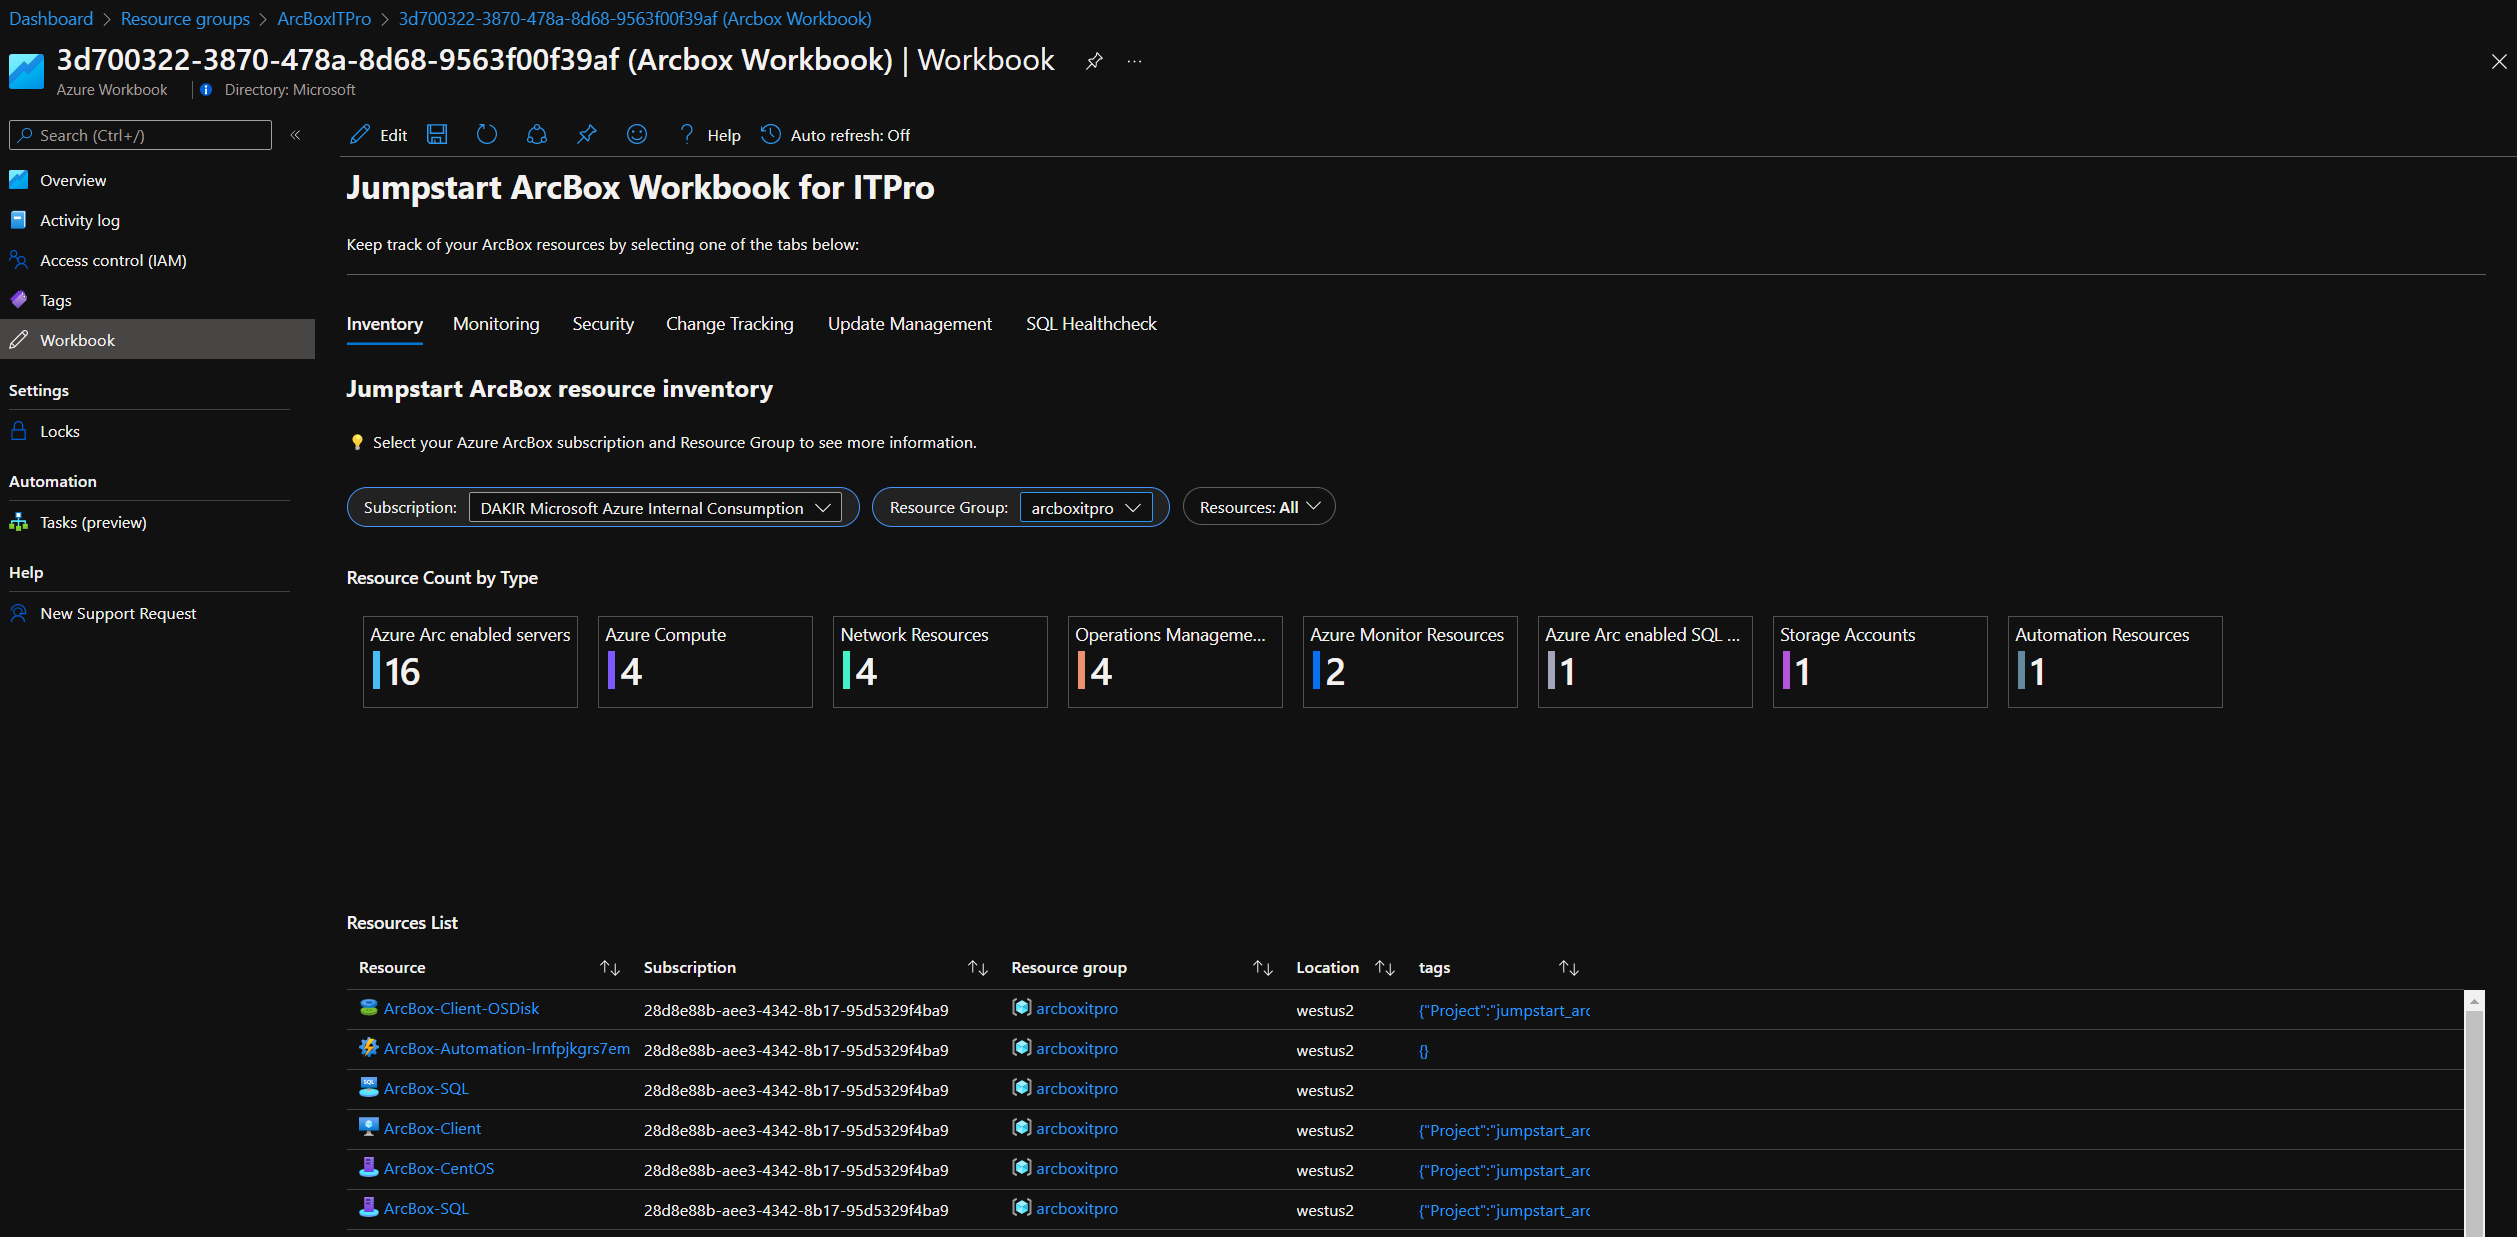 Dashboard > Resource groups > ArcBoxITPro > 3d700322-3870-478a-8d68-9563f00f39af (Arcbox Workbook)
3d700322-3870-478a-8d68-9563f00f39af (Arcbox Workbook) | Workbook
Azure Workbook
Directory: Microsoft
Search (Ctrl+/)
Overview
Activity log
Access control (IAM)
Tags
Workbook
Settings
Locks
Automation
Tasks (preview)
Help
New Support Request
Edit
Help
Auto refresh: Off
Jumpstart ArcBox Workbook for ITPro
Keep track of your ArcBox resources by selecting one of the tabs below:
Inventory Monitoring Security Change Tracking Update Management SQL Healthcheck
Jumpstart ArcBox resource inventory
Select your Azure ArcBox subscription and Resource Group to see more information.
Subscription: DAKIR Microsoft Azure Internal Consumption
Resource Group: arcboxitpro
Resources: All
Resource Count by Type
Azure Arc enabled servers
16
Azure Compute
4
Network Resources
4
Operations Manageme...
4
Azure Monitor Resources
2
Azure Arc enabled SQL ...
1
Storage Accounts
1
Automation Resources
1
Resources List
Resource Subscription Resource group Location tags
ArcBox-Client-OSDisk 28d8e88b-aee3-4342-8b17-95d5329f4ba9 arcboxitpro westus2 {"Project":"jumpstart_arc
ArcBox-Automation-lrnfpjkgrs7em 28d8e88b-aee3-4342-8b17-95d5329f4ba9 arcboxitpro westus2 {}
ArcBox-SQL 28d8e88b-aee3-4342-8b17-95d5329f4ba9 arcboxitpro westus2
ArcBox-Client 28d8e88b-aee3-4342-8b17-95d5329f4ba9 arcboxitpro westus2 {"Project":"jumpstart_arc
ArcBox-CentOS 28d8e88b-aee3-4342-8b17-95d5329f4ba9 arcboxitpro westus2 {"Project":"jumpstart_arc
ArcBox-SQL 28d8e88b-aee3-4342-8b17-95d5329f4ba9 arcboxitpro westus2 {"Project":"jumpstart_arc